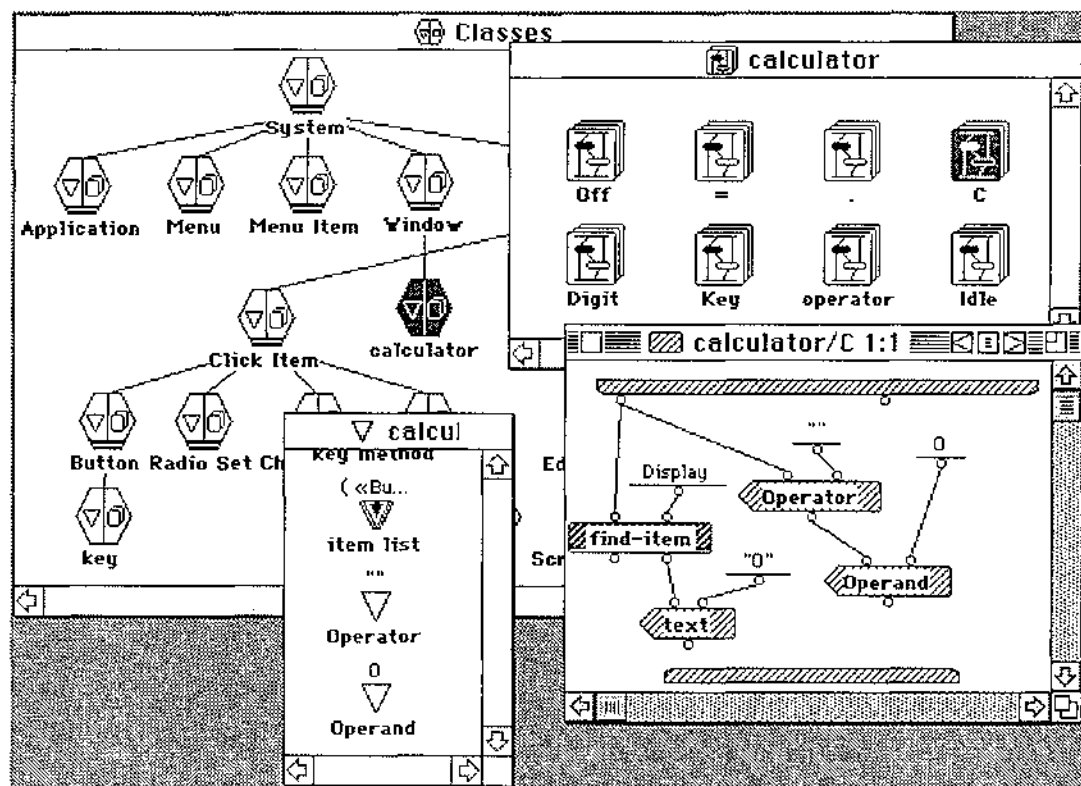 Classes
System
Application Menu Menu Item Window
calculator
Click Item
Button Radio Set Ch key method Ed
key
Scr
calculator
Off = . C
Digit Key operator Idle
calcul
( «Bu...
item list
""
Operator
0
Operand
calculator/C 1:1
"" 0
Display
Operator
find-item
"0"
Operand
text